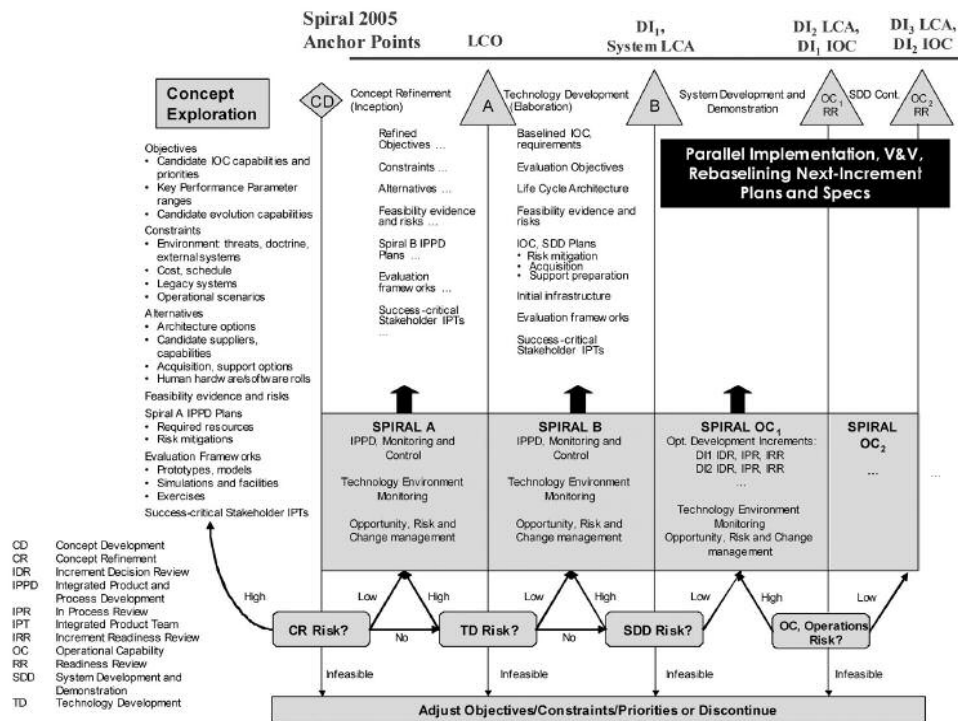 Spiral 2005
Anchor Points
LCO
DI1,
System LCA
DI2 LCA,
DI1 IOC
DI3 LCA,
DI2 IOC
Concept
Exploration
CD
Concept Refinement
(Inception)
A
Technology Development
(Elaboration)
B
System Development and
Demonstration
OC1
RR
SDD Cont.
OC2
RR
Objectives
• Candidate IOC capabilities and
priorities
• Key Performance Parameter
ranges
• Candidate evolution capabilities
Constraints
• Environment: threats, doctrine,
external systems
• Cost, schedule
• Legacy systems
• Operational scenarios
Alternatives
• Architecture options
• Candidate suppliers,
capabilities
• Acquisition, support options
• Human hardware/software rolls
Feasibility evidence and risks
Spiral A IPPD Plans
• Required resources
• Risk mitigations
Evaluation Frameworks
• Prototypes, models
• Simulations and facilities
• Exercises
Success-critical Stakeholder IPTs
Refined
Objectives ...
Constraints ...
Alternatives ...
Feasibility evidence
and risks ...
Spiral B IPPD
Plans ...
Evaluation
frameworks ...
Success-critical
Stakeholder IPTs
...
Baselined IOC,
requirements
Evaluation Objectives
Life Cycle Architecture
Feasibility evidence and
risks
IOC, SDD Plans
• Risk mitigation
• Acquisition
• Support preparation
Initial infrastructure
Evaluation frameworks
Success-critical
Stakeholder IPTs
Parallel Implementation, V&V,
Rebaselining Next-Increment
Plans and Specs
SPIRAL A
IPPD, Monitoring and
Control
Technology Environment
Monitoring
Opportunity, Risk and
Change management
SPIRAL B
IPPD, Monitoring and
Control
Technology Environment
Monitoring
Opportunity, Risk and
Change management
SPIRAL OC1
Opt. Development Increments:
DI1 IDR, IPR, IRR
DI2 IDR, IPR, IRR
...
Technology Environment
Monitoring
Opportunity, Risk and Change
management
SPIRAL
OC2
...
...
CD Concept Development
CR Concept Refinement
IDR Increment Decision Review
IPPD Integrated Product and
Process Development
IPR In Process Review
IPT Integrated Product Team
IRR Increment Readiness Review
OC Operational Capability
RR Readiness Review
SDD System Development and
Demonstration
TD Technology Development
High
CR Risk?
Low
No
High
TD Risk?
Low
No
High
SDD Risk?
Low
High
OC, Operations
Risk?
Low
Infeasible
Infeasible
Infeasible
Infeasible
Adjust Objectives/Constraints/Priorities or Discontinue